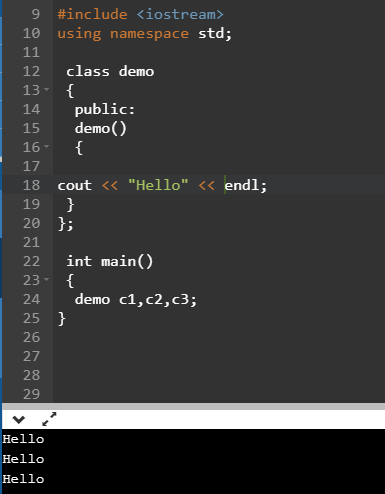 9 #include <iostream>
10 using namespace std;
11
12 class demo
13 {
14 public:
15 demo()
16 {
17
18 cout << "Hello" << endl;
19 }
20 };
21
22 int main()
23 {
24 demo c1,c2,c3;
25 }
26
27
28
29
Hello
Hello
Hello